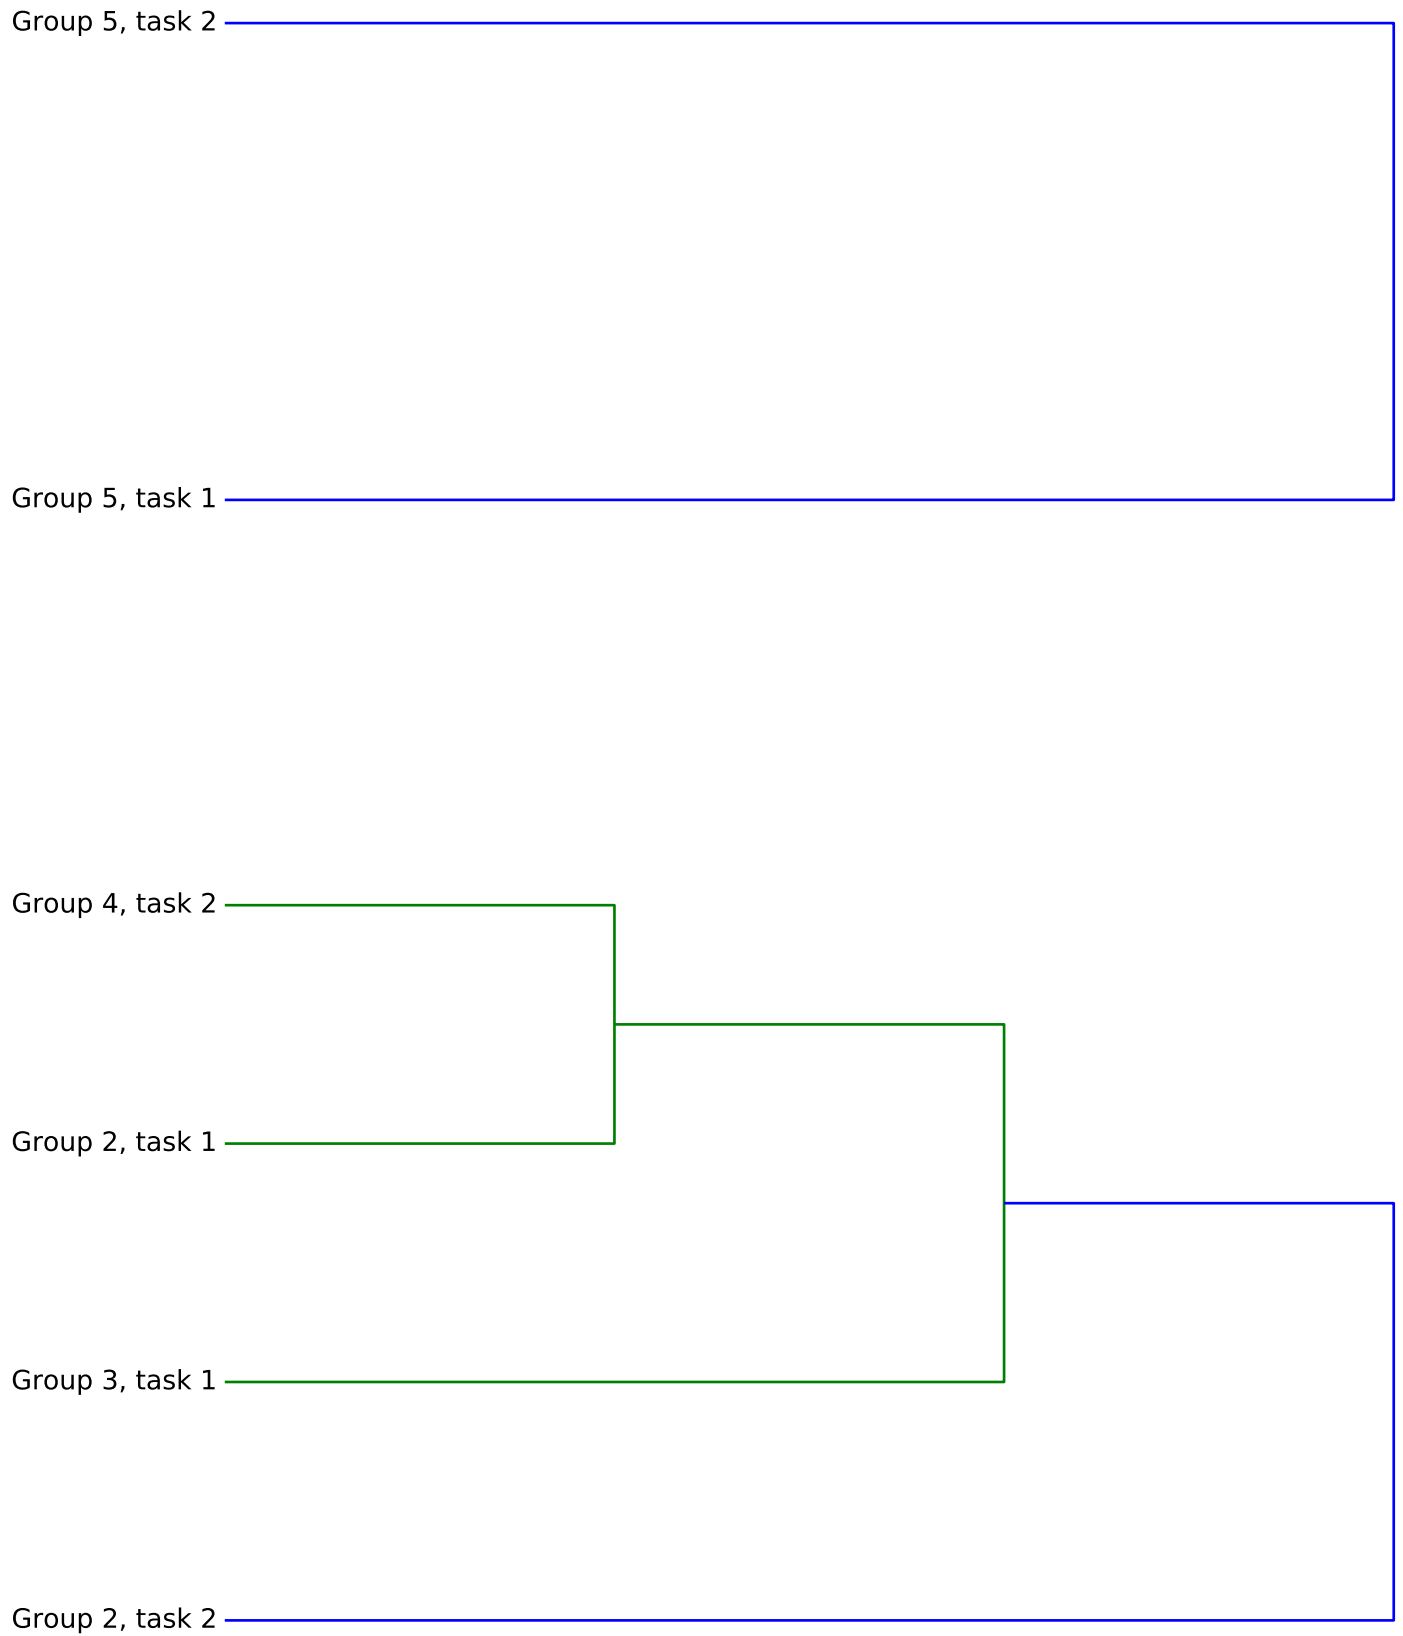 Group 5, task 2
Group 5, task 1
Group 4, task 2
Group 2, task 1
Group 3, task 1
Group 2, task 2